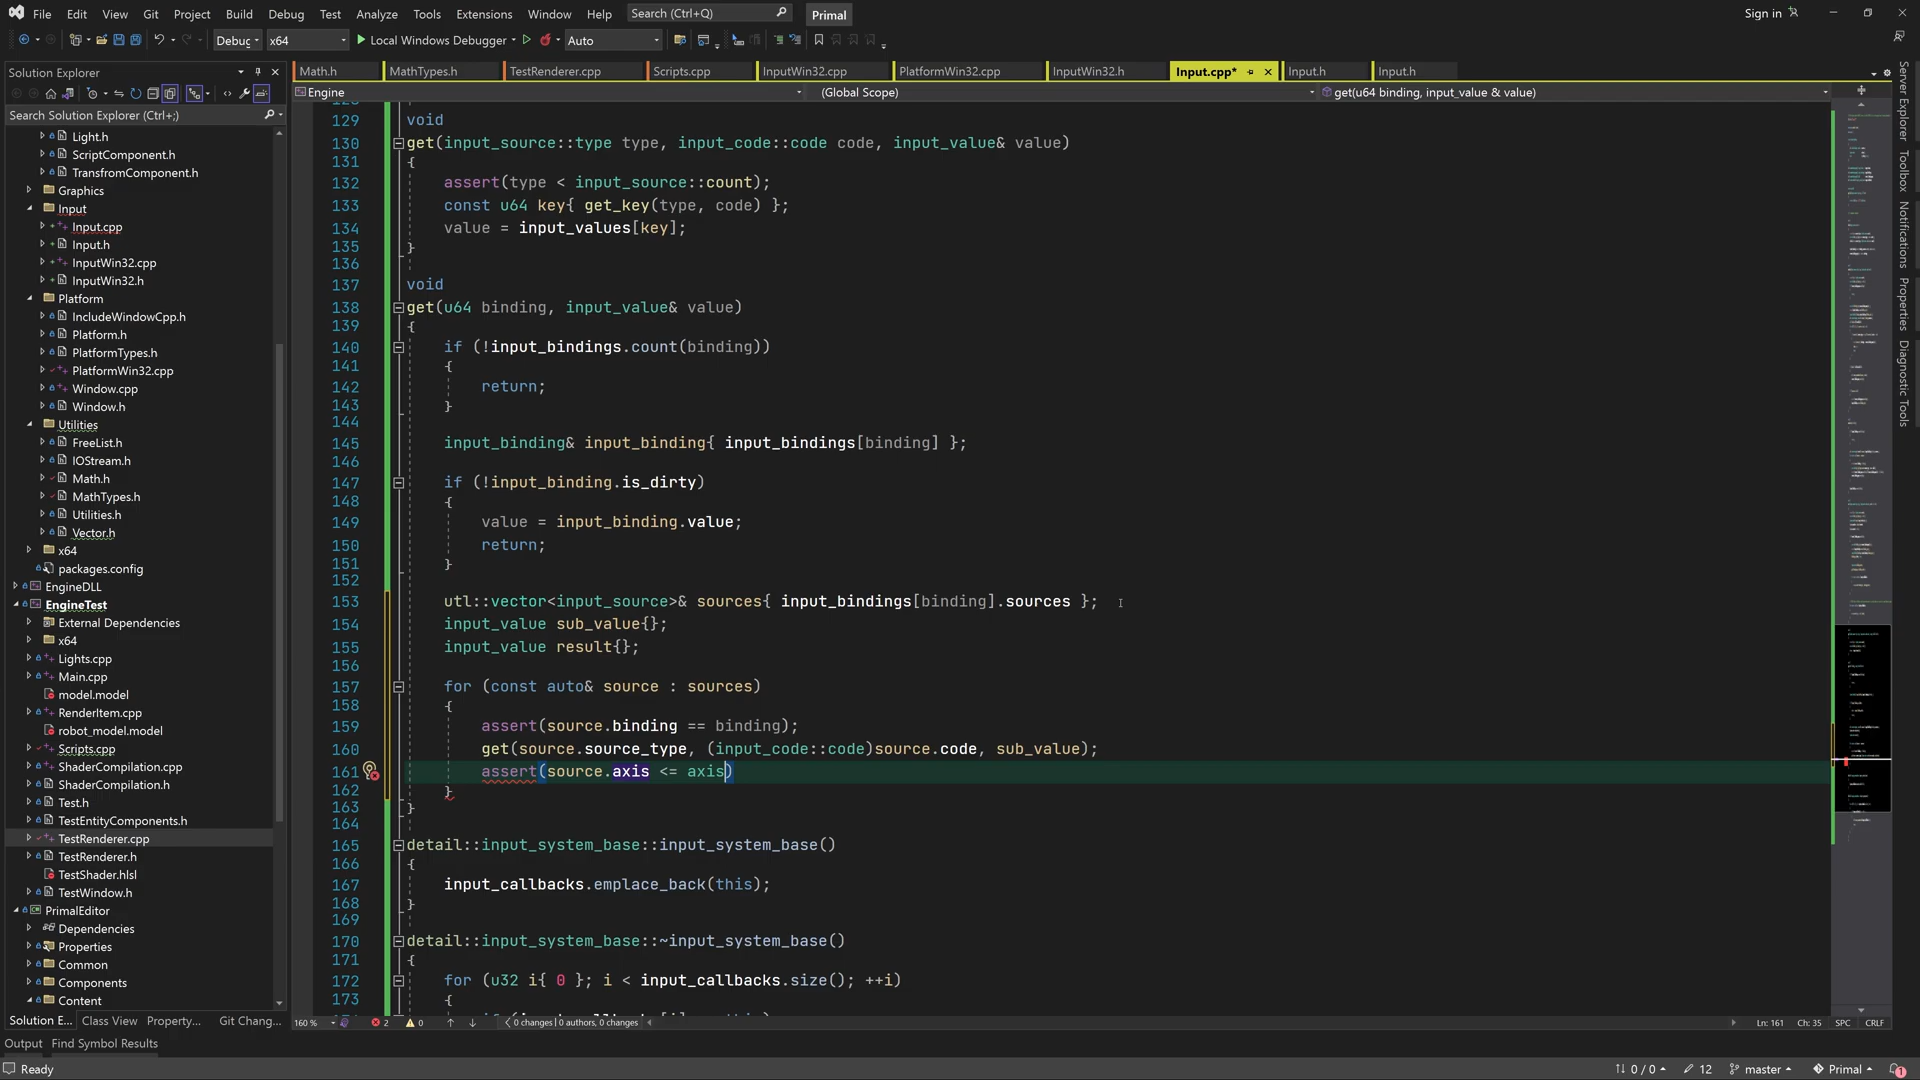 File Edit View Git Project Build Debug Test Analyze Tools Extensions Window Help Search (Ctrl+Q) Primal Sign in
Debug x64 Local Windows Debugger Auto
Solution Explorer
Math.h MathTypes.h TestRenderer.cpp Scripts.cpp InputWin32.cpp PlatformWin32.cpp InputWin32.h Input.cpp* Input.h Input.h
Engine (Global Scope) get(u64 binding, input_value & value)
Search Solution Explorer (Ctrl+;)
Light.h
ScriptComponent.h
TransfromComponent.h
Graphics
Input
Input.cpp
Input.h
InputWin32.cpp
InputWin32.h
Platform
IncludeWindowCpp.h
Platform.h
PlatformTypes.h
PlatformWin32.cpp
Window.cpp
Window.h
Utilities
FreeList.h
IOStream.h
Math.h
MathTypes.h
Utilities.h
Vector.h
x64
packages.config
EngineDLL
EngineTest
External Dependencies
x64
Lights.cpp
Main.cpp
model.model
RenderItem.cpp
robot_model.model
Scripts.cpp
ShaderCompilation.cpp
ShaderCompilation.h
Test.h
TestEntityComponents.h
TestRenderer.cpp
TestRenderer.h
TestShader.hlsl
TestWindow.h
PrimalEditor
Dependencies
Properties
Common
Components
Content
Solution E... Class View Property... Git Chang...
129 void
130 get(input_source::type type, input_code::code code, input_value& value)
131 {
132 assert(type < input_source::count);
133 const u64 key{ get_key(type, code) };
134 value = input_values[key];
135 }
136
137 void
138 get(u64 binding, input_value& value)
139 {
140 if (!input_bindings.count(binding))
141 {
142 return;
143 }
144
145 input_binding& input_binding{ input_bindings[binding] };
146
147 if (!input_binding.is_dirty)
148 {
149 value = input_binding.value;
150 return;
151 }
152
153 utl::vector<input_source>& sources{ input_bindings[binding].sources };
154 input_value sub_value{};
155 input_value result{};
156
157 for (const auto& source : sources)
158 {
159 assert(source.binding == binding);
160 get(source.source_type, (input_code::code)source.code, sub_value);
161 assert(source.axis <= axis)
162 }
163 }
164
165 detail::input_system_base::input_system_base()
166 {
167 input_callbacks.emplace_back(this);
168 }
169
170 detail::input_system_base::~input_system_base()
171 {
172 for (u32 i{ 0 }; i < input_callbacks.size(); ++i)
173 {
160 % 2 0 0 changes | 0 authors, 0 changes Ln: 161 Ch: 35 SPC CRLF
Server Explorer
Toolbox
Notifications
Properties
Diagnostic Tools
Output Find Symbol Results
Ready 0 / 0 12 master Primal 1